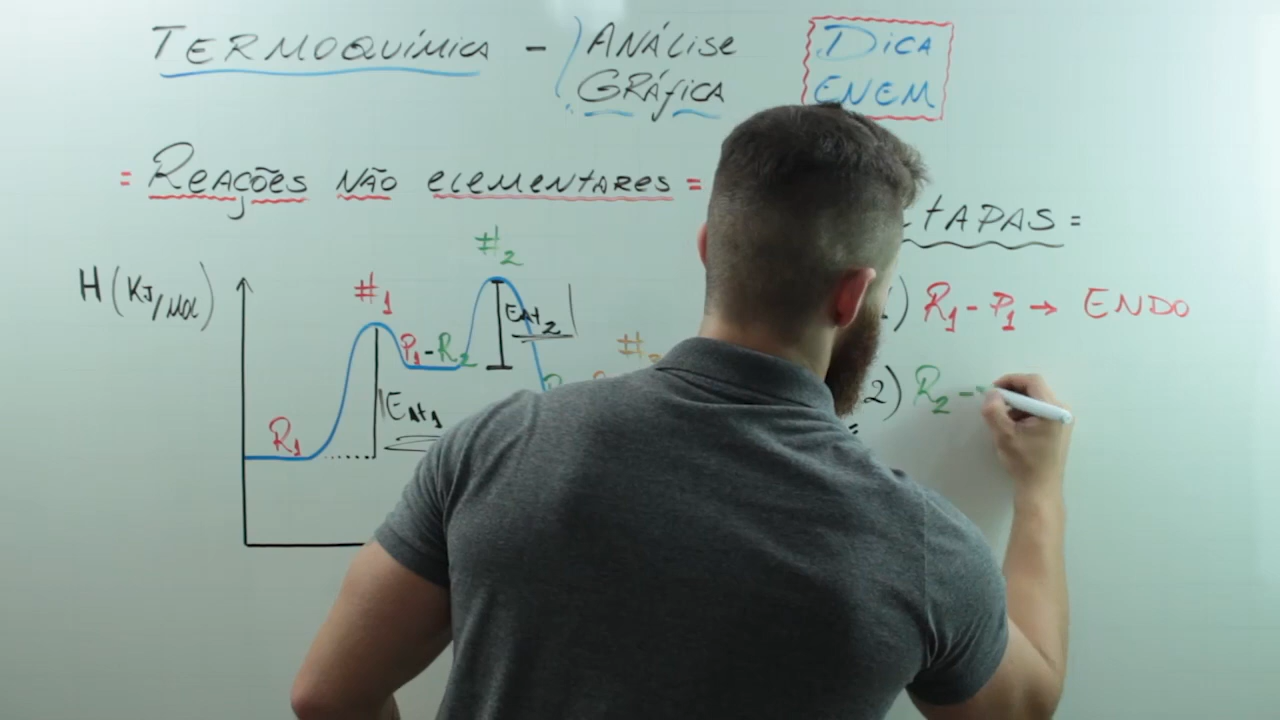 TERMOQUÍMICA - ANÁLISE
GRÁFICA
DICA
ENEM
= REAÇÕES NÃO ELEMENTARES =
TAPAS =
H (KJ/MOL)
#1
#2
#
R1
P1-R2
EAT1
EAT2
1) R1 - P1 → ENDO
2) R2 -